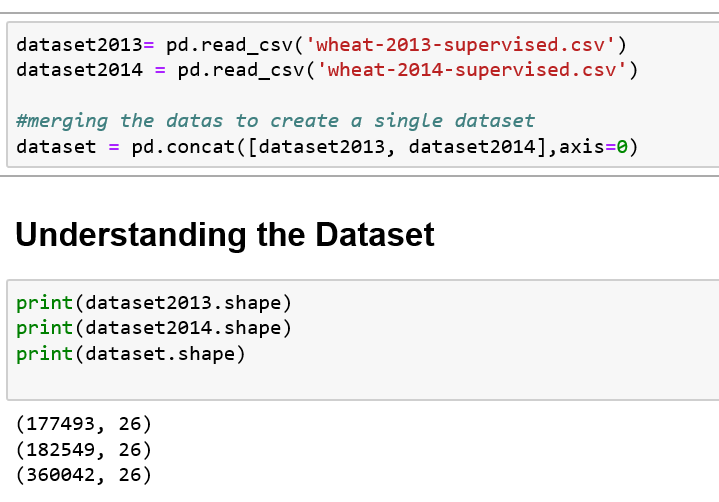 dataset2013= pd.read_csv('wheat-2013-supervised.csv')
dataset2014 = pd.read_csv('wheat-2014-supervised.csv')
#merging the datas to create a single dataset
dataset = pd.concat([dataset2013, dataset2014],axis=0)
Understanding the Dataset
print(dataset2013.shape)
print(dataset2014.shape)
print(dataset.shape)
(177493, 26)
(182549, 26)
(360042, 26)